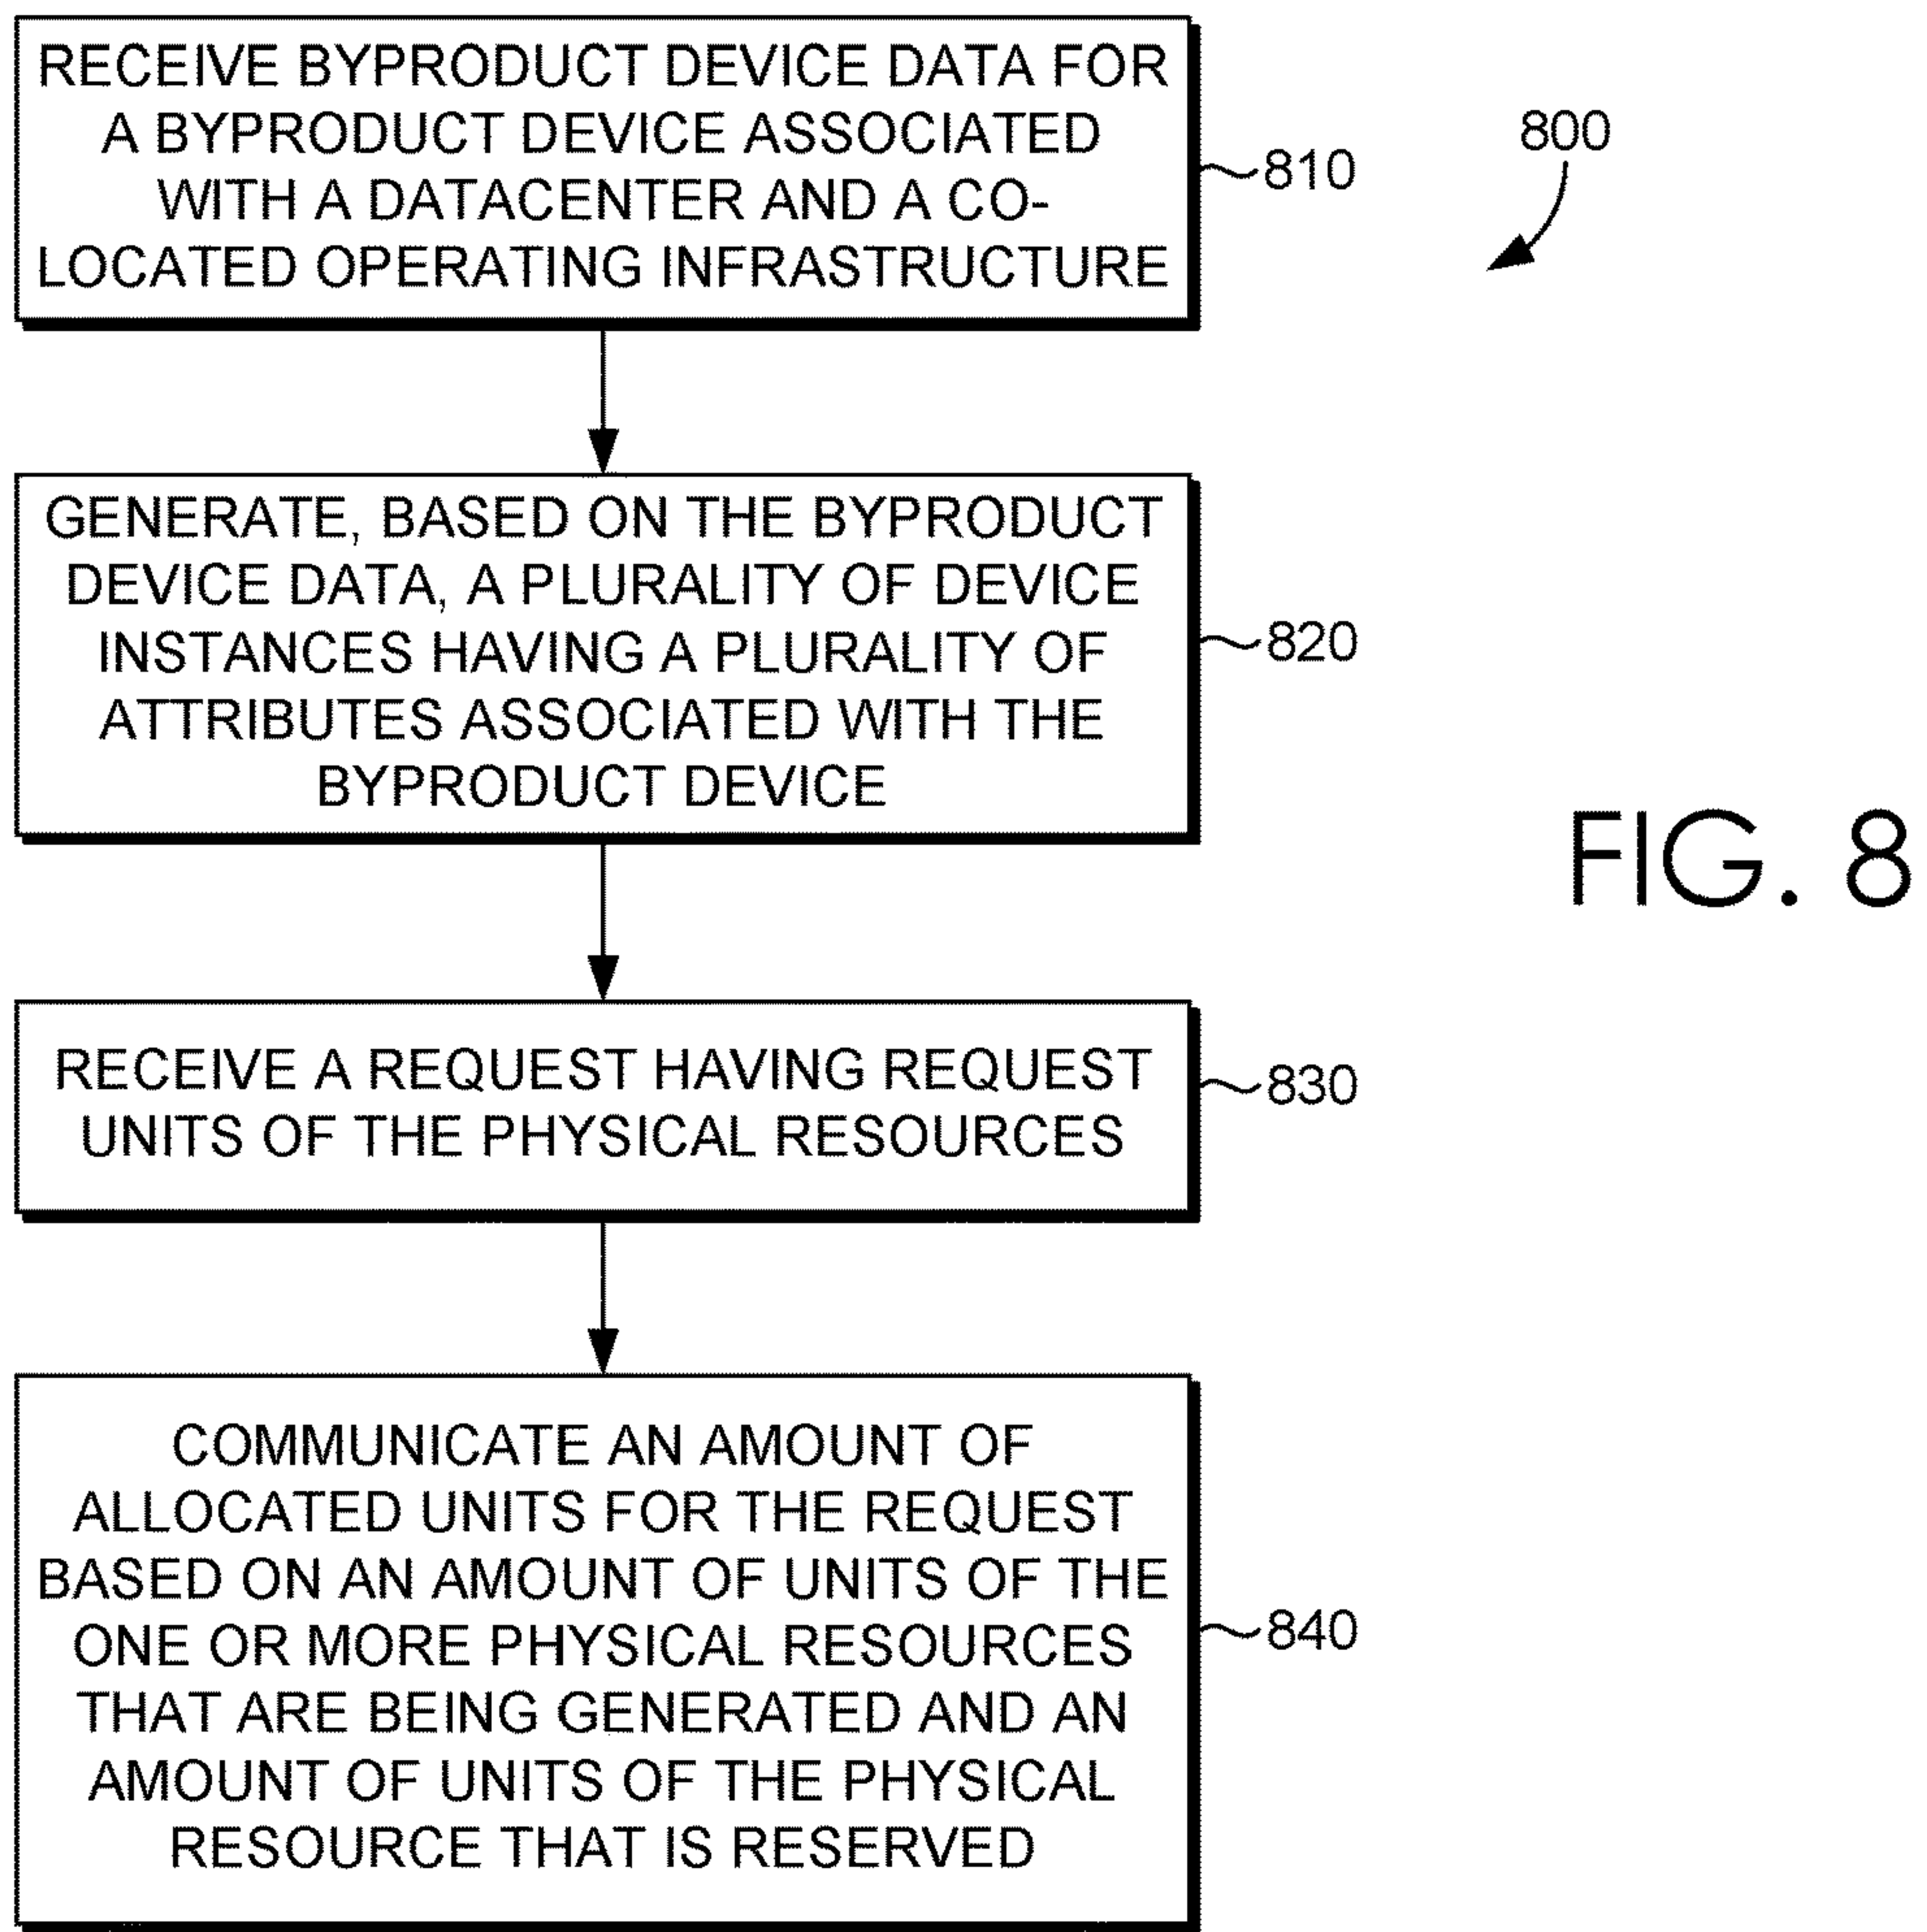 RECEIVE BYPRODUCT DEVICE DATA FOR
A BYPRODUCT DEVICE ASSOCIATED
WITH A DATACENTER AND A CO-
LOCATED OPERATING INFRASTRUCTURE
810
800
GENERATE, BASED ON THE BYPRODUCT
DEVICE DATA, A PLURALITY OF DEVICE
INSTANCES HAVING A PLURALITY OF
ATTRIBUTES ASSOCIATED WITH THE
BYPRODUCT DEVICE
820
FIG. 8
RECEIVE A REQUEST HAVING REQUEST
UNITS OF THE PHYSICAL RESOURCES
830
COMMUNICATE AN AMOUNT OF
ALLOCATED UNITS FOR THE REQUEST
BASED ON AN AMOUNT OF UNITS OF THE
ONE OR MORE PHYSICAL RESOURCES
THAT ARE BEING GENERATED AND AN
AMOUNT OF UNITS OF THE PHYSICAL
RESOURCE THAT IS RESERVED
840